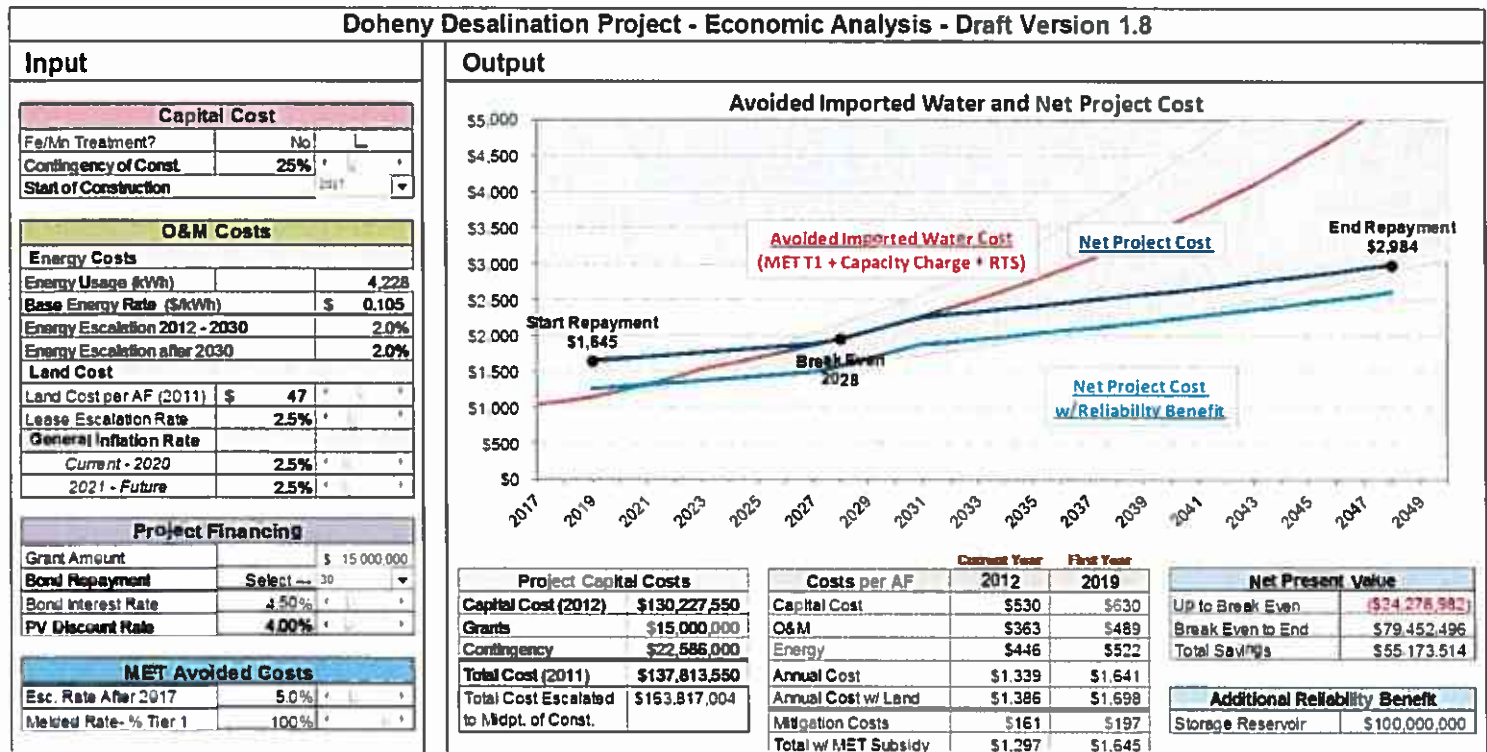 Doheny Desalination Project - Economic Analysis - Draft Version 1.8
Input
Capital Cost
Fe/Mn Treatment? No
Contingency of Const. 25%
Start of Construction 2017
O&M Costs
Energy Costs
Energy Usage (kWh) 4,228
Base Energy Rate ($/kWh) $ 0.105
Energy Escalation 2012 - 2030 2.0%
Energy Escalation after 2030 2.0%
Land Cost
Land Cost per AF (2011) $ 47
Lease Escalation Rate 2.5%
General Inflation Rate
Current - 2020 2.5%
2021 - Future 2.5%
Project Financing
Grant Amount $ 15 000 000
Bond Repayment Select --- 30
Bond Interest Rate 4.50%
PV Discount Rate 4.00%
MET Avoided Costs
Esc. Rate After 2017 5.0%
Melded Rate- % Tier 1 100%
Output
Avoided Imported Water and Net Project Cost
$5,000
$4,500
$4,000
$3,500
$3,000
$2,500
$2,000
$1,500
$1,000
$500
$0
Avoided Imported Water Cost
(MET T1 + Capacity Charge + RTS)
Net Project Cost
End Repayment
$2,984
Start Repayment
$1,645
Break Even
2028
Net Project Cost
w/Reliability Benefit
2017 2019 2021 2023 2025 2027 2029 2031 2033 2035 2037 2039 2041 2043 2045 2047 2049
Project Capital Costs
Capital Cost (2012) $130,227,550
Grants $15,000,000
Contingency $22,586,000
Total Cost (2011) $137,813,550
Total Cost Escalated $163,817,004
to Midpt. of Const.
Current Year First Year
Costs per AF 2012 2019
Capital Cost $530 $630
O&M $363 $489
Energy $446 $522
Annual Cost $1.339 $1,641
Annual Cost w/ Land $1.386 $1,698
Mitigation Costs $161 $197
Total w/ MET Subsidy $1.297 $1,645
Net Present Value
Up to Break Even ($24,278,982)
Break Even to End $79,452,496
Total Savings $55.173.514
Additional Reliability Benefit
Storage Reservoir $100,000,000